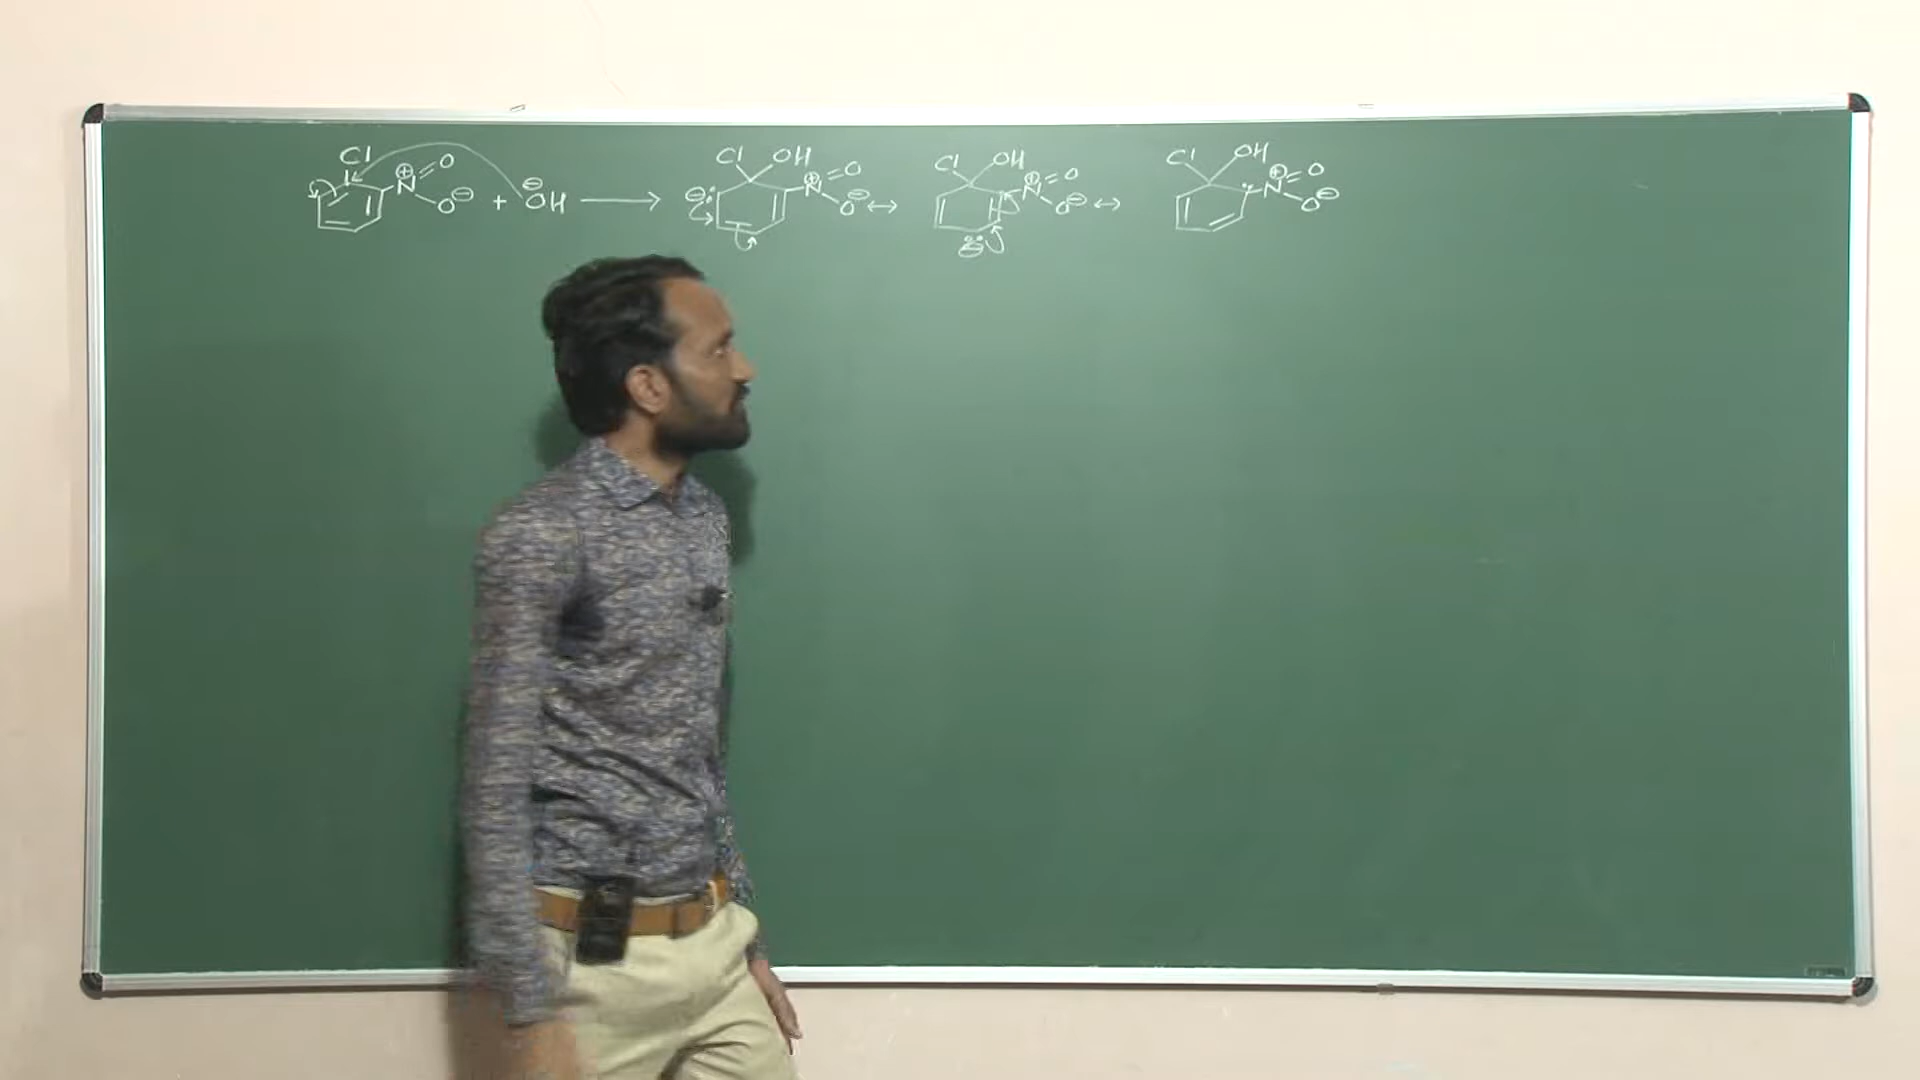 Cl ⊕N=O O⊖ + ⊖OH ⟶ ⊖: Cl OH ⊕N=O O⊖ ↔ Cl OH ⊕N=O O⊖ ⊖: ↔ Cl OH : ⊕N=O O⊖